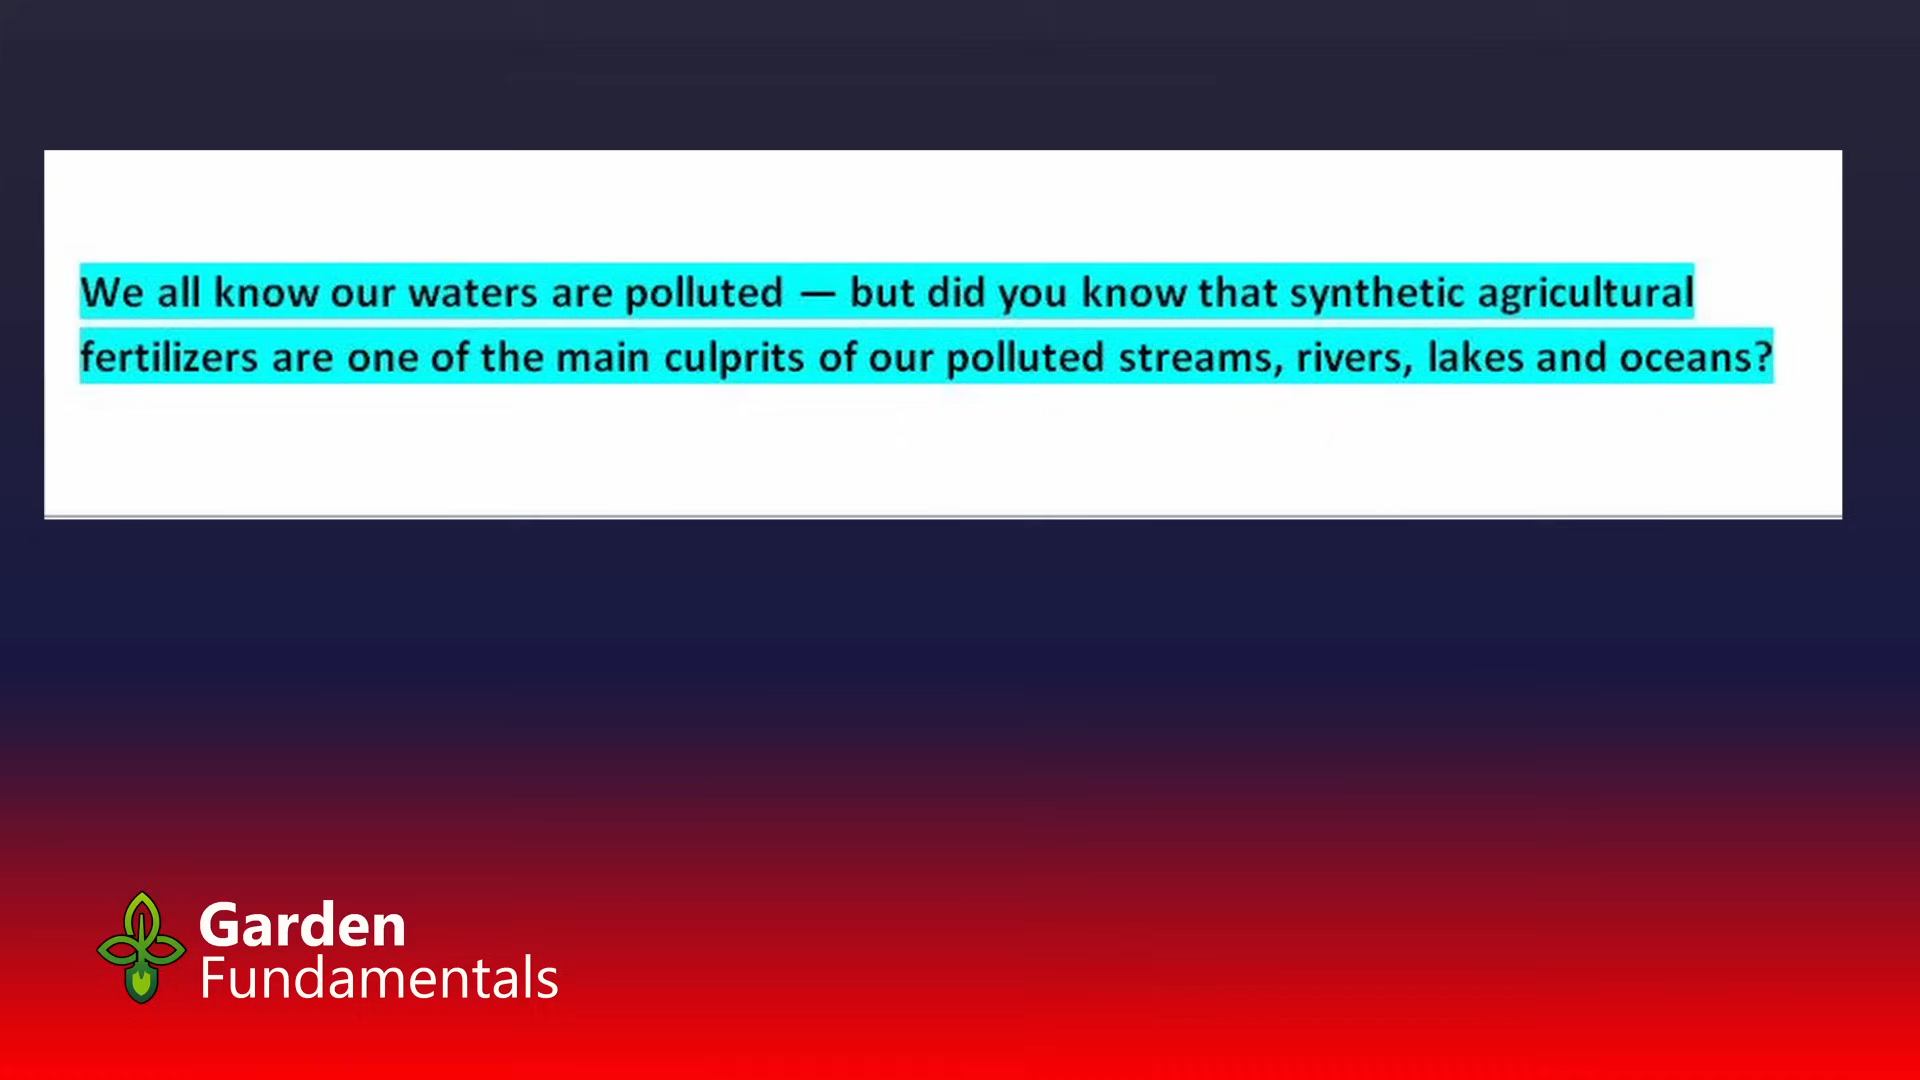 We all know our waters are polluted — but did you know that synthetic agricultural
fertilizers are one of the main culprits of our polluted streams, rivers, lakes and oceans?
Garden
Fundamentals